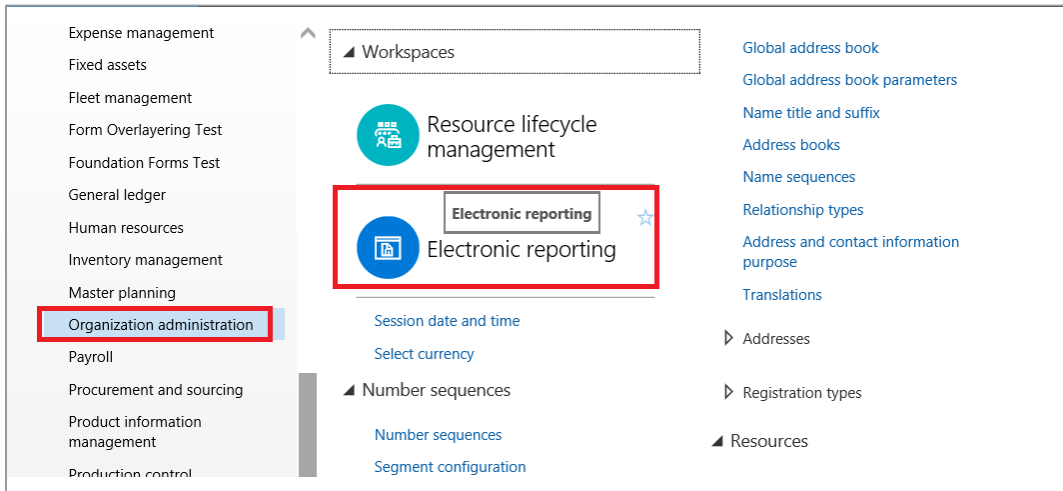 Expense management
Fixed assets
Fleet management
Form Overlayering Test
Foundation Forms Test
General ledger
Human resources
Inventory management
Master planning
Organization administration
Payroll
Procurement and sourcing
Product information
management
Production control
Workspaces
Resource lifecycle
management
Electronic reporting
Electronic reporting
Session date and time
Select currency
Number sequences
Number sequences
Segment configuration
Global address book
Global address book parameters
Name title and suffix
Address books
Name sequences
Relationship types
Address and contact information
purpose
Translations
Addresses
Registration types
Resources